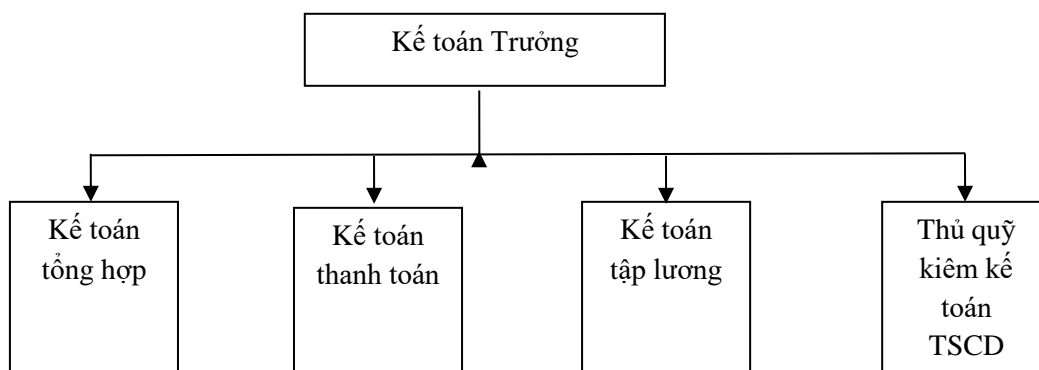 Kế toán Trưởng
Kế toán
tổng hợp
Kế toán
thanh toán
Kế toán
tập lương
Thủ quỹ
kiêm kế
toán
TSCD